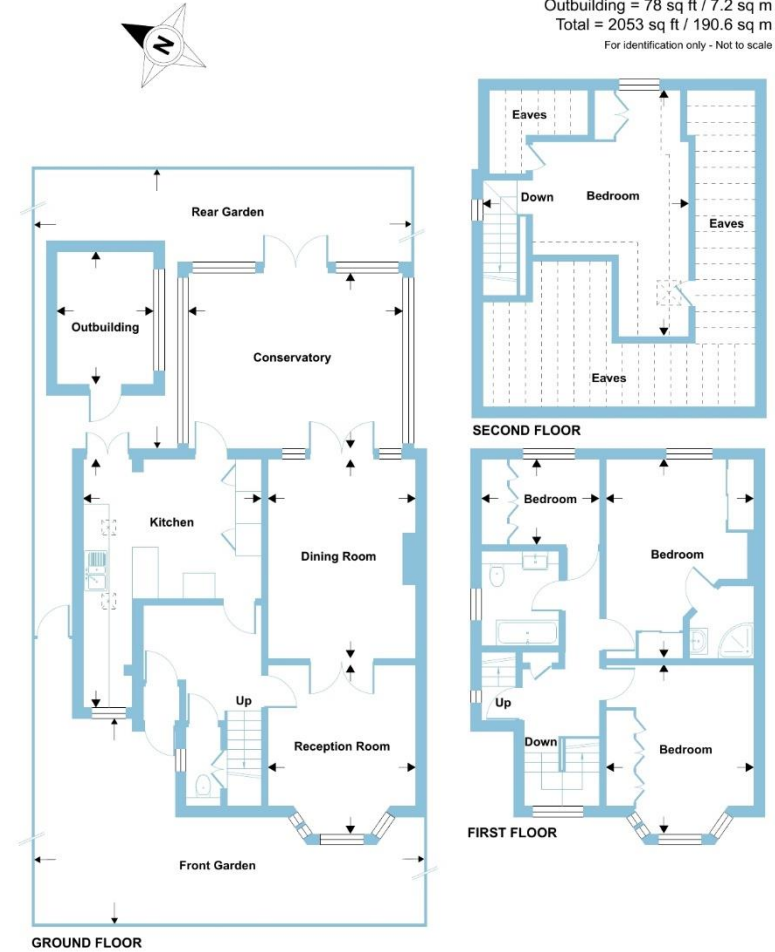 Outbuilding = 78 sq ft / 7.2 sq m
Total = 2053 sq ft / 190.6 sq m
For identification only - Not to scale
N
Eaves
Down
Bedroom
Eaves
Eaves
SECOND FLOOR
Rear Garden
Outbuilding
Conservatory
Kitchen
Dining Room
Up
Reception Room
Front Garden
GROUND FLOOR
Bedroom
Bedroom
Up
Down
Bedroom
FIRST FLOOR